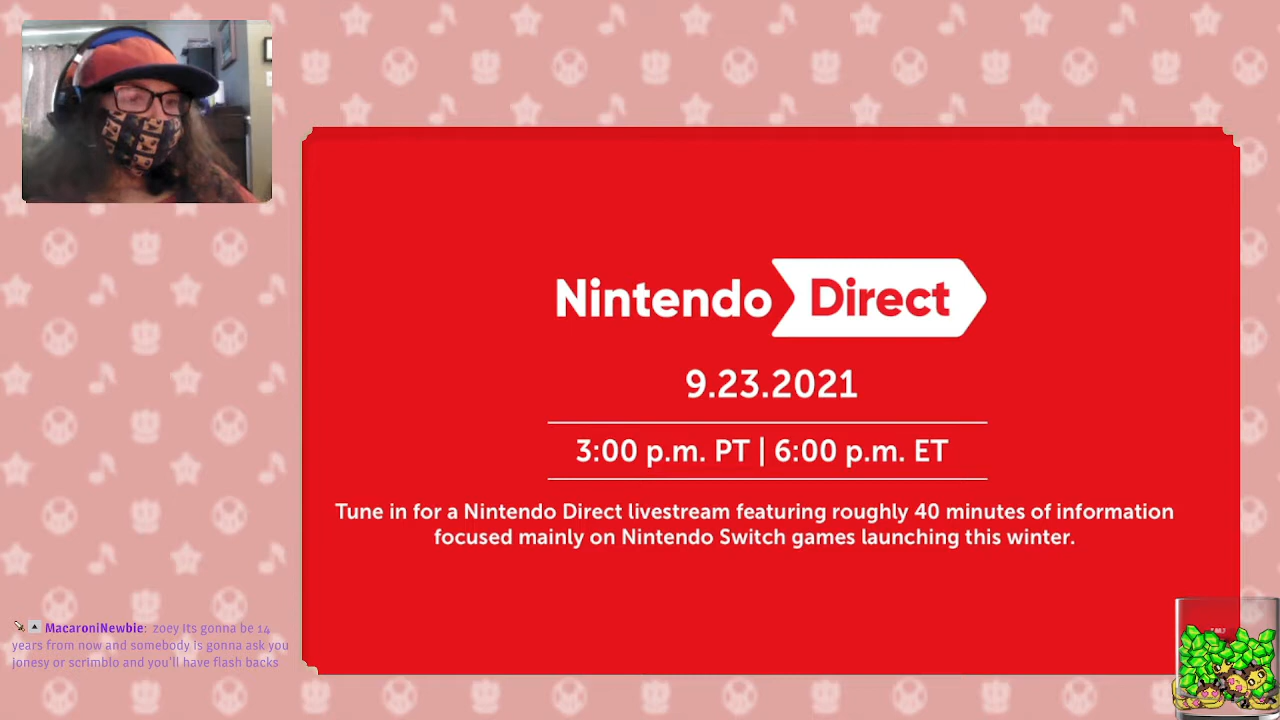 Nintendo Direct
9.23.2021
3:00 p.m. PT | 6:00 p.m. ET
Tune in for a Nintendo Direct livestream featuring roughly 40 minutes of information
focused mainly on Nintendo Switch games launching this winter.
MacaroniNewbie: zoey Its gonna be 14
years from now and somebody is gonna ask you
jonesy or scrimblo and you'll have flash backs